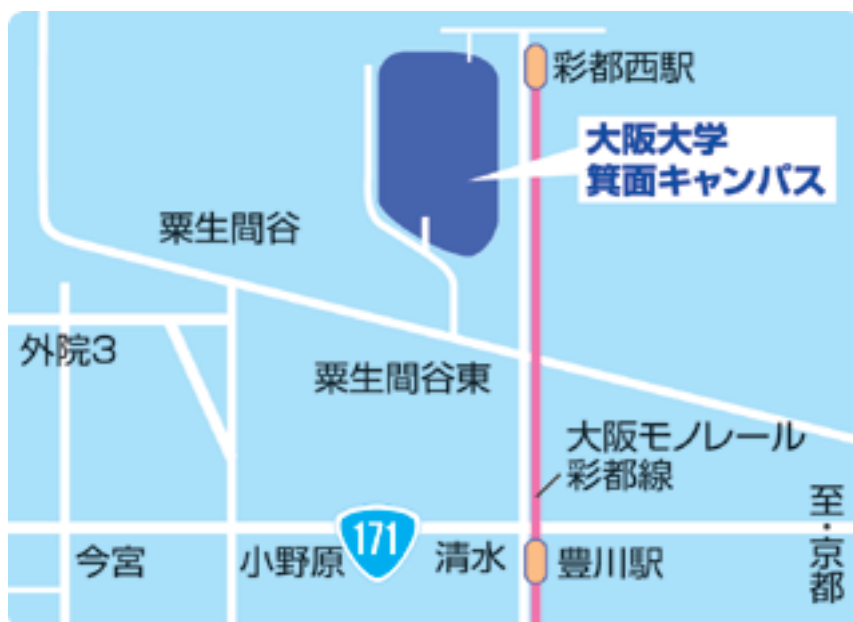 彩都西駅
大阪大学
箕面キャンパス
粟生間谷
外院3
粟生間谷東
大阪モノレール
彩都線
至・京都
171
今宮
小野原
清水
豊川駅